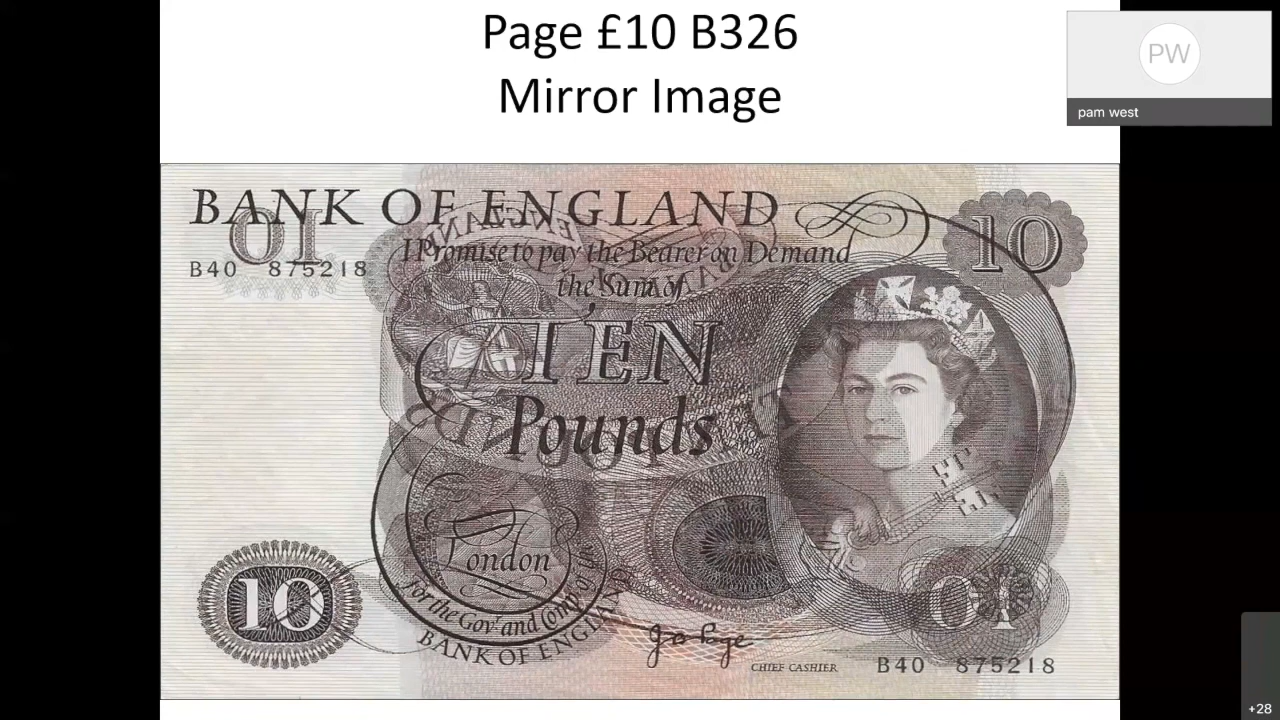 Page £10 B326
Mirror Image
PW
pam west
BANK OF ENGLAND
10
10
B40 875218
I Promise to pay the Bearer on Demand
the Sum of
TEN
Pounds
London
For the Govr and Compa of the
BANK OF ENGLAND
10
10
CHIEF CASHIER
B40 875218
+28